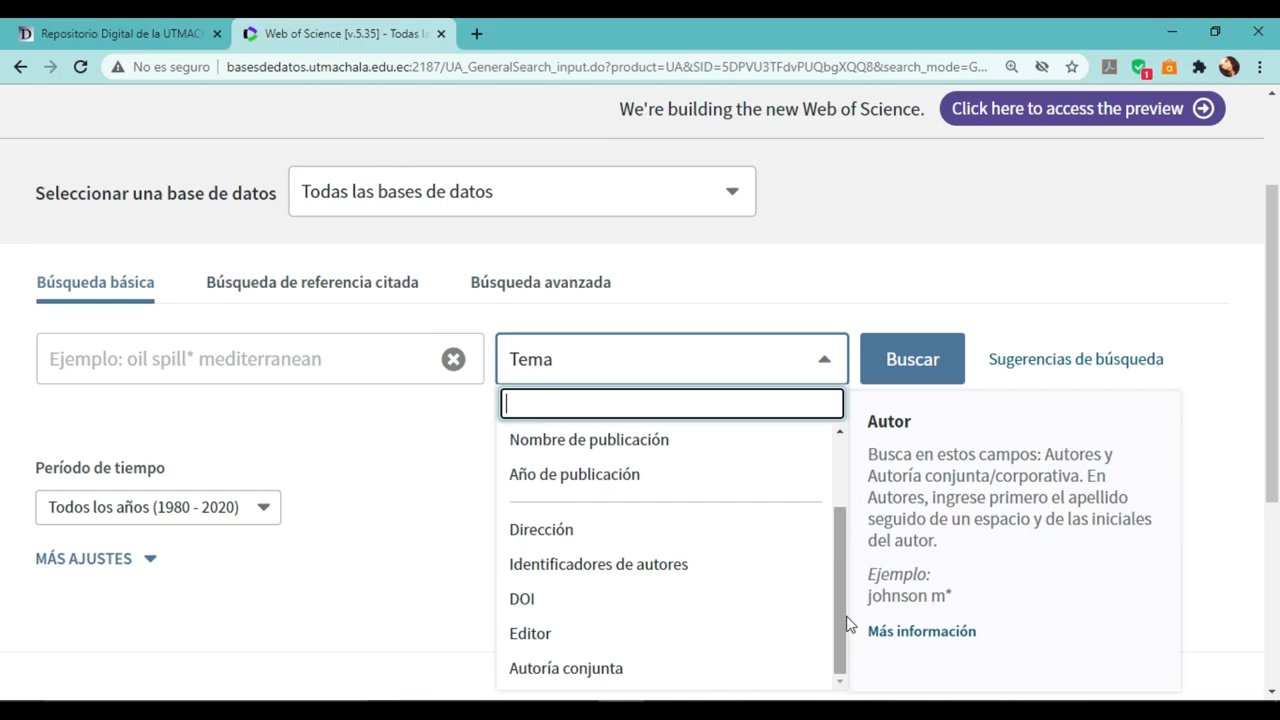 Repositorio Digital de la UTMAC
Web of Science [v.5.35] - Todas la
No es seguro
basesdedatos.utmachala.edu.ec:2187/UA_GeneralSearch_input.do?product=UA&SID=5DPVU3TFdvPUQbgXQQ8&search_mode=G...
1
We're building the new Web of Science.
Click here to access the preview
Seleccionar una base de datos
Todas las bases de datos
Búsqueda básica
Búsqueda de referencia citada
Búsqueda avanzada
Ejemplo: oil spill* mediterranean
Tema
Buscar
Sugerencias de búsqueda
Nombre de publicación
Año de publicación
Dirección
Identificadores de autores
DOI
Editor
Autoría conjunta
Autor
Busca en estos campos: Autores y
Autoría conjunta/corporativa. En
Autores, ingrese primero el apellido
seguido de un espacio y de las iniciales
del autor.
Ejemplo:
johnson m*
Más información
Período de tiempo
Todos los años (1980 - 2020)
MÁS AJUSTES